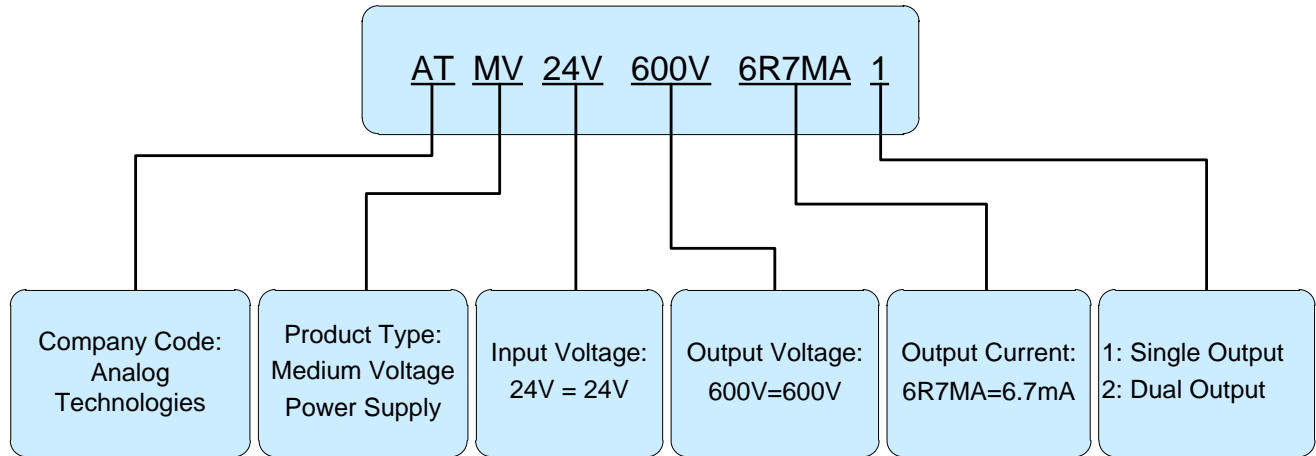 AT MV 24V 600V 6R7MA 1
Company Code:
Analog
Technologies
Product Type:
Medium Voltage
Power Supply
Input Voltage:
24V = 24V
Output Voltage:
600V=600V
Output Current:
6R7MA=6.7mA
1: Single Output
2: Dual Output